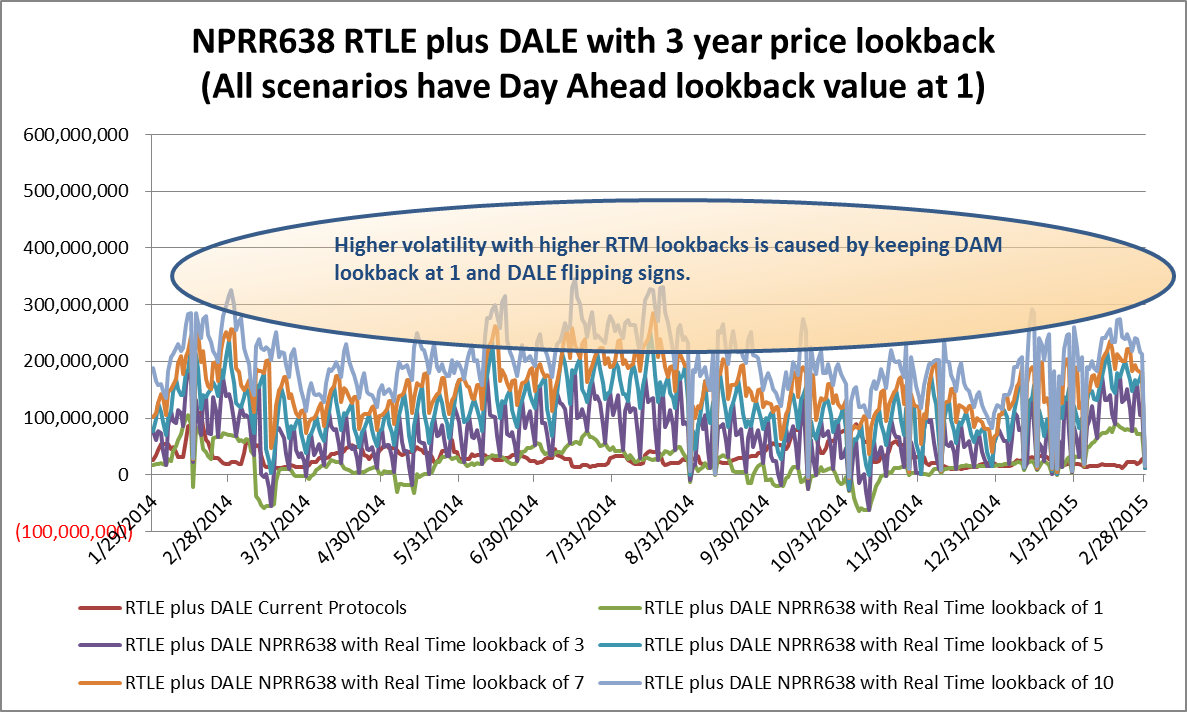 NPRR638 RTLE plus DALE with 3 year price lookback
(All scenarios have Day Ahead lookback value at 1)
600,000,000
500,000,000
400,000,000
300,000,000
200,000,000
100,000,000
0
(100,000,000)
Higher volatility with higher RTM lookbacks is caused by keeping DAM
lookback at 1 and DALE flipping signs.
1/29/2014
2/28/2014
3/31/2014
4/30/2014
5/31/2014
6/30/2014
7/31/2014
8/31/2014
9/30/2014
10/31/2014
11/30/2014
12/31/2014
1/31/2015
2/28/2015
RTLE plus DALE Current Protocols
RTLE plus DALE NPRR638 with Real Time lookback of 1
RTLE plus DALE NPRR638 with Real Time lookback of 3
RTLE plus DALE NPRR638 with Real Time lookback of 5
RTLE plus DALE NPRR638 with Real Time lookback of 7
RTLE plus DALE NPRR638 with Real Time lookback of 10